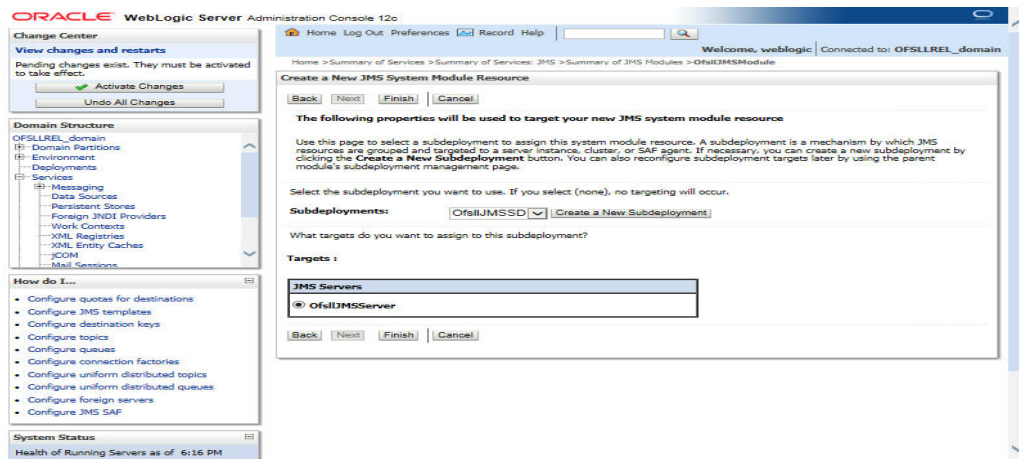 ORACLE WebLogic Server Administration Console 12c
Change Center
View changes and restarts
Pending changes exist. They must be activated
to take effect.
Activate Changes
Undo All Changes
Domain Structure
OFSLLREL_domain
Domain Partitions
Environment
Deployments
Services
Messaging
Data Sources
Persistent Stores
Foreign JNDI Providers
Work Contexts
XML Registries
XML Entity Caches
jCOM
Mail Sessions
How do I...
Configure quotas for destinations
Configure JMS templates
Configure destination keys
Configure topics
Configure queues
Configure connection factories
Configure uniform distributed topics
Configure uniform distributed queues
Configure foreign servers
Configure JMS SAF
System Status
Health of Running Servers as of 6:16 PM
Home Log Out Preferences Record Help
Welcome, weblogic Connected to: OFSLLREL_domain
Home >Summary of Services >Summary of Services: JMS >Summary of JMS Modules >OfsllJMSModule
Create a New JMS System Module Resource
Back Next Finish Cancel
The following properties will be used to target your new JMS system module resource
Use this page to select a subdeployment to assign this system module resource. A subdeployment is a mechanism by which JMS
resources are grouped and targeted to a server instance, cluster, or SAF agent. If necessary, you can create a new subdeployment by
clicking the Create a New Subdeployment button. You can also reconfigure subdeployment targets later by using the parent
module's subdeployment management page.
Select the subdeployment you want to use. If you select (none), no targeting will occur.
Subdeployments: OfsllJMSSD Create a New Subdeployment
What targets do you want to assign to this subdeployment?
Targets :
JMS Servers
OfsllJMSServer
Back Next Finish Cancel